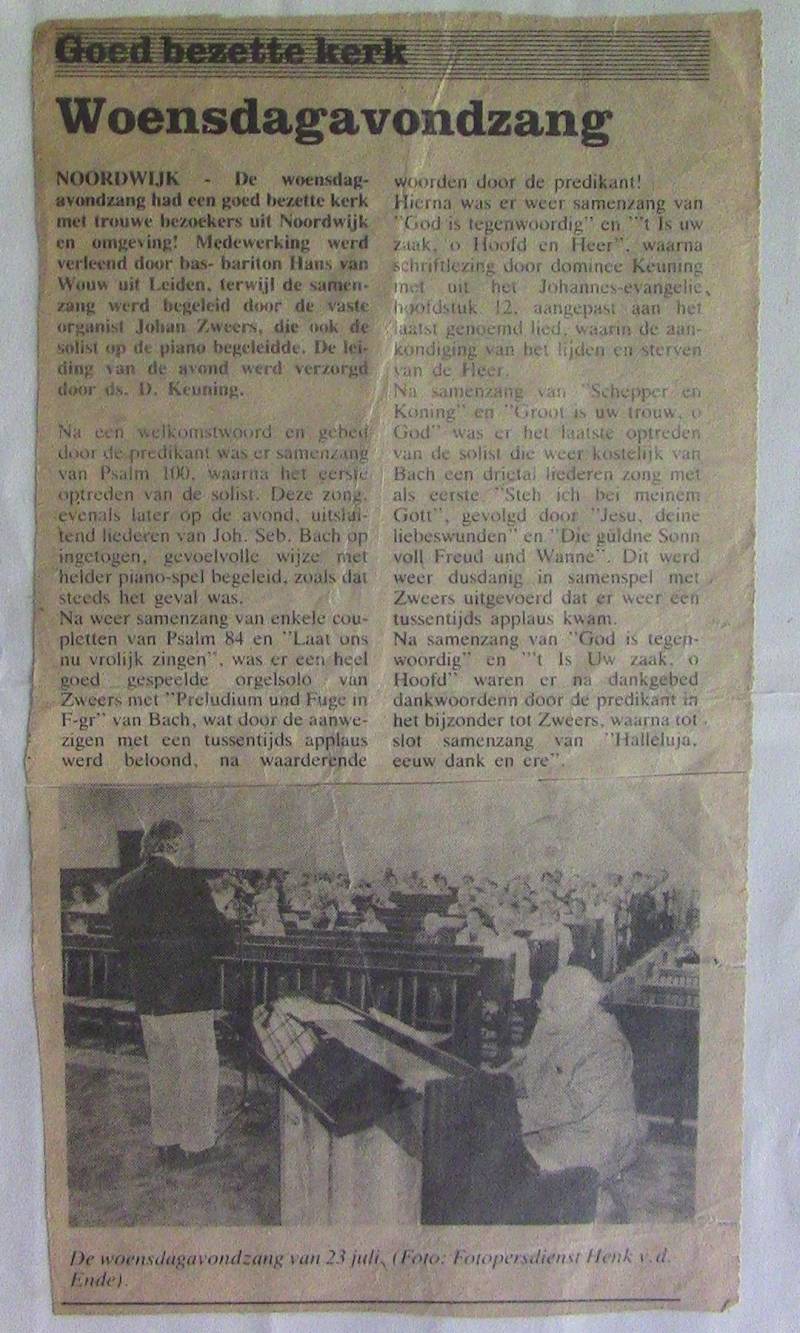 Goed bezette kerk
Woensdagavondzang
NOORDWIJK - De woensdag-
avondzang had een goed bezette kerk
met trouwe bezoekers uit Noordwijk
en omgeving! Medewerking werd
verleend door bas- bariton Hans van
Wouw uit Leiden, terwijl de samen-
zang werd begeleid door de vaste
organist Johan Zweers, die ook de
solist op de piano begeleidde. De lei-
ding van de avond werd verzorgd
door ds. D. Keuning.
Na een welkomstwoord en gebed
door de predikant was er samenzang
van Psalm 100, waarna het eerste
optreden van de solist. Deze zong,
evenals later op de avond, uitslui-
tend liederen van Joh. Seb. Bach op
ingetogen, gevoelvolle wijze met
helder piano-spel begeleid, zoals dat
steeds het geval was.
Na weer samenzang van enkele cou-
pletten van Psalm 84 en "Laat ons
nu vrolijk zingen", was er een heel
goed gespeelde orgelsolo van
Zweers met "Preludium und Fuge in
F-gr" van Bach, wat door de aanwe-
zigen met een tussentijds applaus
werd beloond, na waarderende
woorden door de predikant!
Hierna was er weer samenzang van
"God is tegenwoordig" en "'t Is uw
zaak, o Hoofd en Heer", waarna
schriftlezing door dominee Keuning
met uit het Johannes-evangelie,
hoofdstuk 12, aangepast aan het
laatst genoemd lied, waarin de aan-
kondiging van het lijden en sterven
van de Heer.
Na samenzang van "Schepper en
Koning" en "Groot is uw trouw, o
God" was er het laatste optreden
van de solist die weer kostelijk van
Bach een drietal liederen zong met
als eerste "Steh ich bei meinem
Gott", gevolgd door "Jesu, deine
liebeswunden" en "Die güldne Sonn
voll Freud und Wanne". Dit werd
weer dusdanig in samenspel met
Zweers uitgevoerd dat er weer een
tussentijds applaus kwam.
Na samenzang van "God is tegen-
woordig" en "'t Is Uw zaak, o
Hoofd" waren er na dankgebed
dankwoordenn door de predikant in
het bijzonder tot Zweers, waarna tot
slot samenzang van "Halleluja,
eeuw dank en ere".
De woensdagavondzang van 23 juli, (Foto: Fotopersdienst Henk v.d.
Ende).